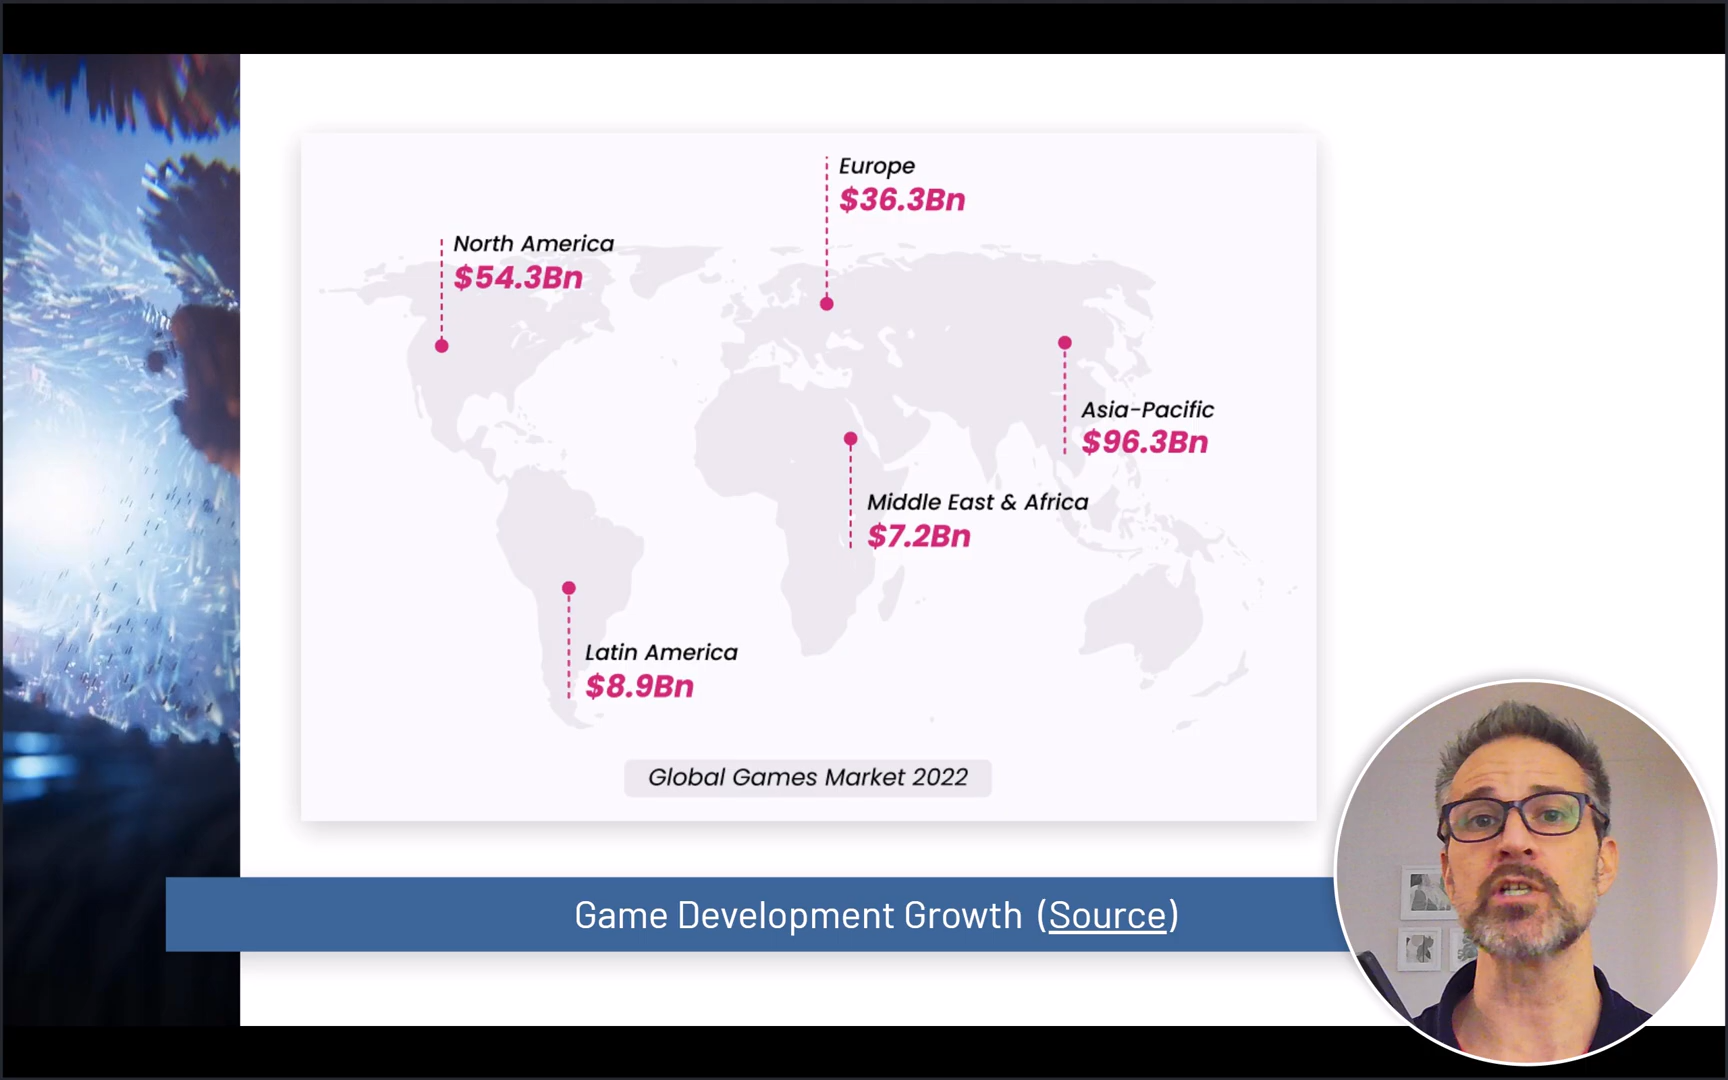 Europe
$36.3Bn
North America
$54.3Bn
Asia-Pacific
$96.3Bn
Middle East & Africa
$7.2Bn
Latin America
$8.9Bn
Global Games Market 2022
Game Development Growth (Source)